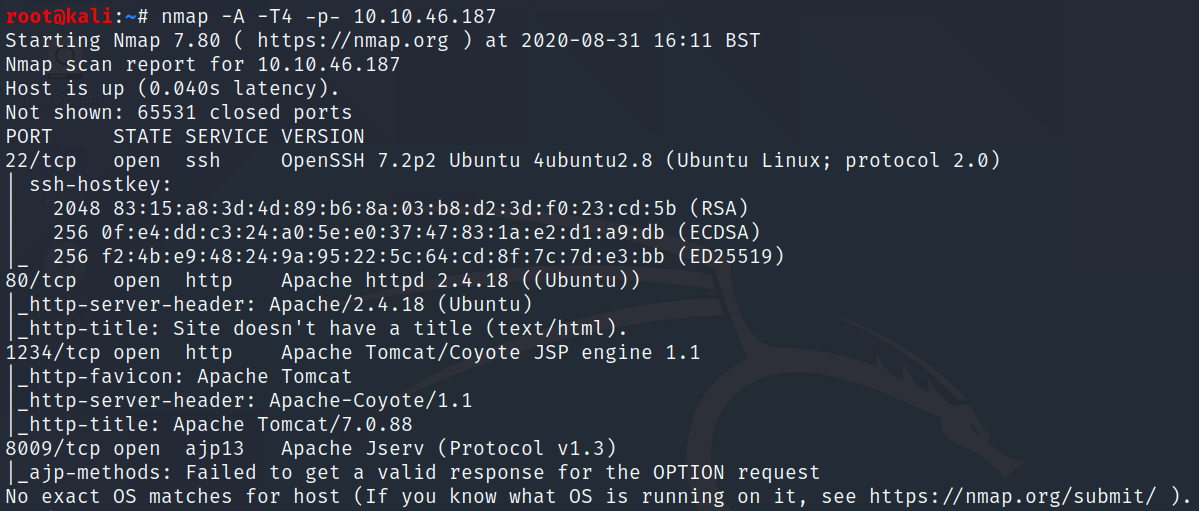 root@kali:~# nmap -A -T4 -p- 10.10.46.187
Starting Nmap 7.80 ( https://nmap.org ) at 2020-08-31 16:11 BST
Nmap scan report for 10.10.46.187
Host is up (0.040s latency).
Not shown: 65531 closed ports
PORT     STATE SERVICE VERSION
22/tcp   open  ssh     OpenSSH 7.2p2 Ubuntu 4ubuntu2.8 (Ubuntu Linux; protocol 2.0)
| ssh-hostkey:
|   2048 83:15:a8:3d:4d:89:b6:8a:03:b8:d2:3d:f0:23:cd:5b (RSA)
|   256 0f:e4:dd:c3:24:a0:5e:e0:37:47:83:1a:e2:d1:a9:db (ECDSA)
|_  256 f2:4b:e9:48:24:9a:95:22:5c:64:cd:8f:7c:7d:e3:bb (ED25519)
80/tcp   open  http    Apache httpd 2.4.18 ((Ubuntu))
|_http-server-header: Apache/2.4.18 (Ubuntu)
|_http-title: Site doesn't have a title (text/html).
1234/tcp open  http    Apache Tomcat/Coyote JSP engine 1.1
|_http-favicon: Apache Tomcat
|_http-server-header: Apache-Coyote/1.1
|_http-title: Apache Tomcat/7.0.88
8009/tcp open  ajp13   Apache Jserv (Protocol v1.3)
|_ajp-methods: Failed to get a valid response for the OPTION request
No exact OS matches for host (If you know what OS is running on it, see https://nmap.org/submit/ ).